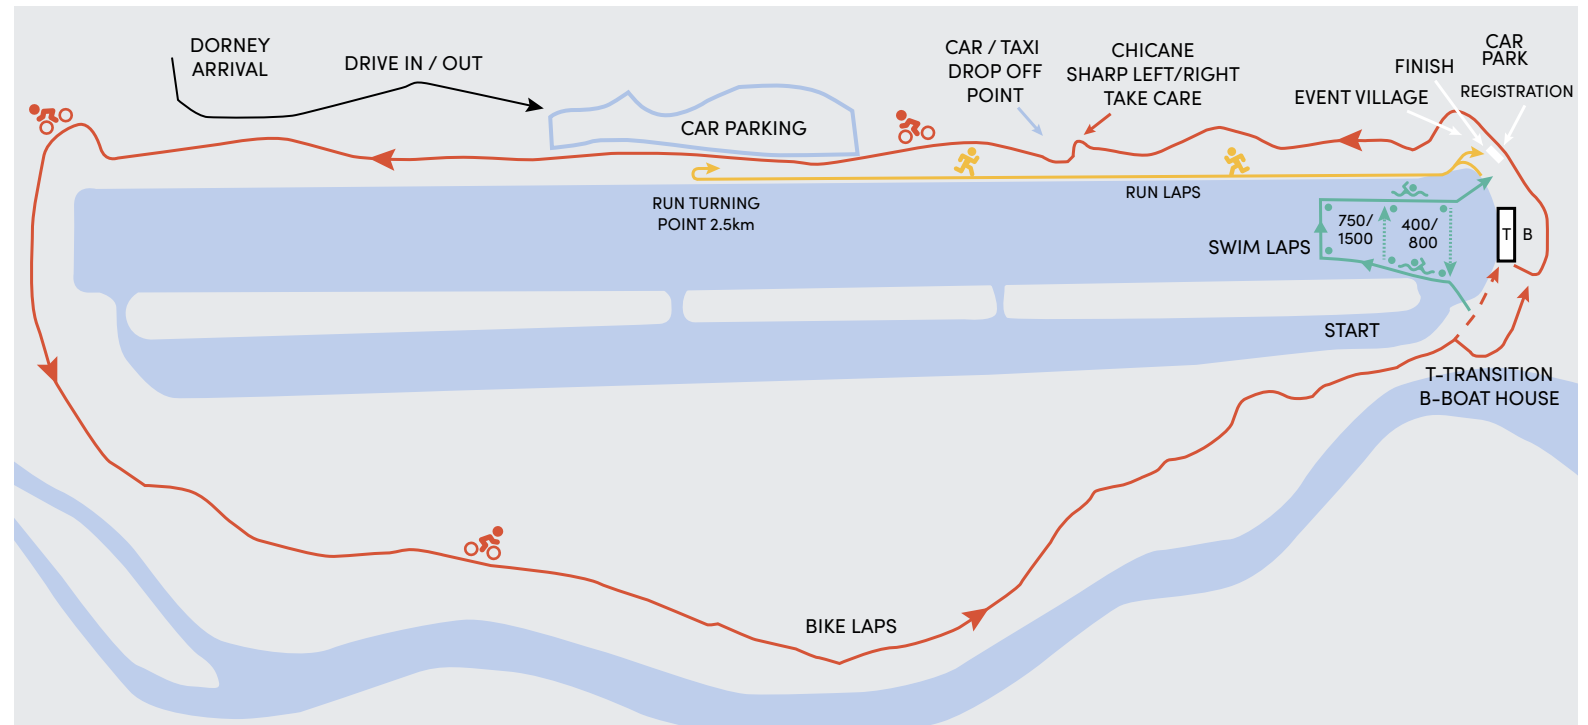 DORNEY
ARRIVAL
DRIVE IN / OUT
CAR PARKING
CAR / TAXI
DROP OFF
POINT
CHICANE
SHARP LEFT/RIGHT
TAKE CARE
CAR
PARK
FINISH
REGISTRATION
EVENT VILLAGE
RUN TURNING
POINT 2.5km
RUN LAPS
750/
1500
400/
800
SWIM LAPS
T
B
START
T-TRANSITION
B-BOAT HOUSE
BIKE LAPS